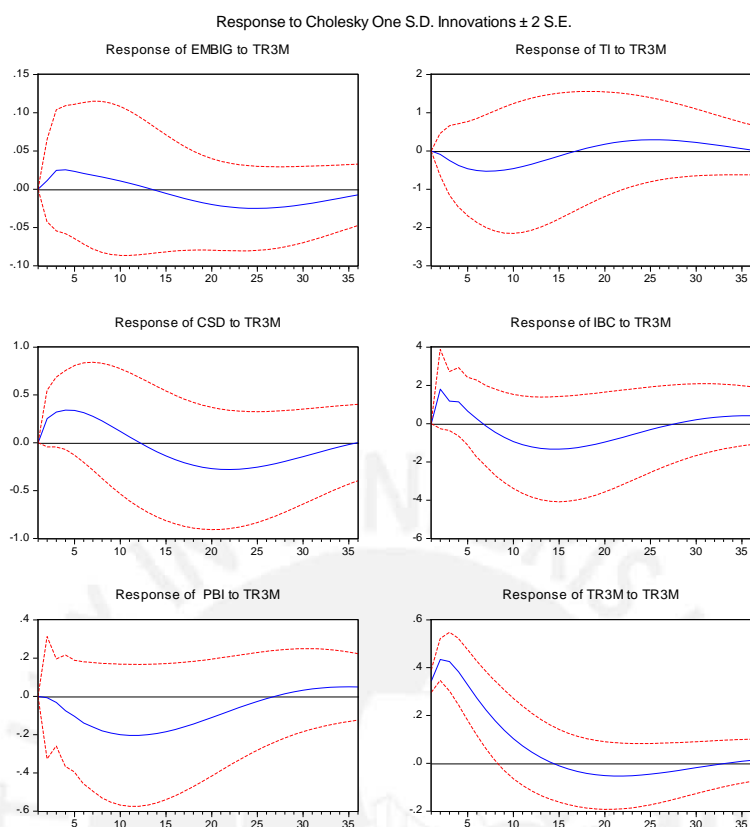 Response to Cholesky One S.D. Innovations ± 2 S.E.
Response of EMBIG to TR3M
.15
.10
.05
.00
-.05
-.10
5 10 15 20 25 30 35
Response of TI to TR3M
2
1
0
-1
-2
-3
5 10 15 20 25 30 35
Response of CSD to TR3M
1.0
0.5
0.0
-0.5
-1.0
5 10 15 20 25 30 35
Response of IBC to TR3M
4
2
0
-2
-4
-6
5 10 15 20 25 30 35
Response of PBI to TR3M
.4
.2
.0
-.2
-.4
-.6
5 10 15 20 25 30 35
Response of TR3M to TR3M
.6
.4
.2
.0
-.2
5 10 15 20 25 30 35